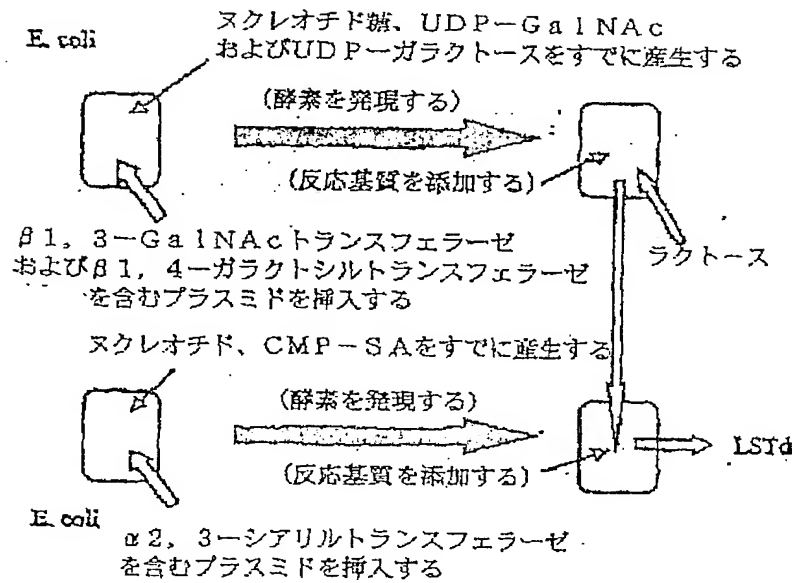 E. coli
ヌクレオチド糖、UDP－GalNAc
およびUDP－ガラクトースをすでに産生する
(酵素を発現する)
(反応基質を添加する)
ラクトース
β1，3－GalNAcトランスフェラーゼ
およびβ1，4－ガラクトシルトランスフェラーゼ
を含むプラスミドを挿入する
ヌクレオチド、CMP－SAをすでに産生する
(酵素を発現する)
(反応基質を添加する)
LSTd
E. coli
α2，3－シアリルトランスフェラーゼ
を含むプラスミドを挿入する